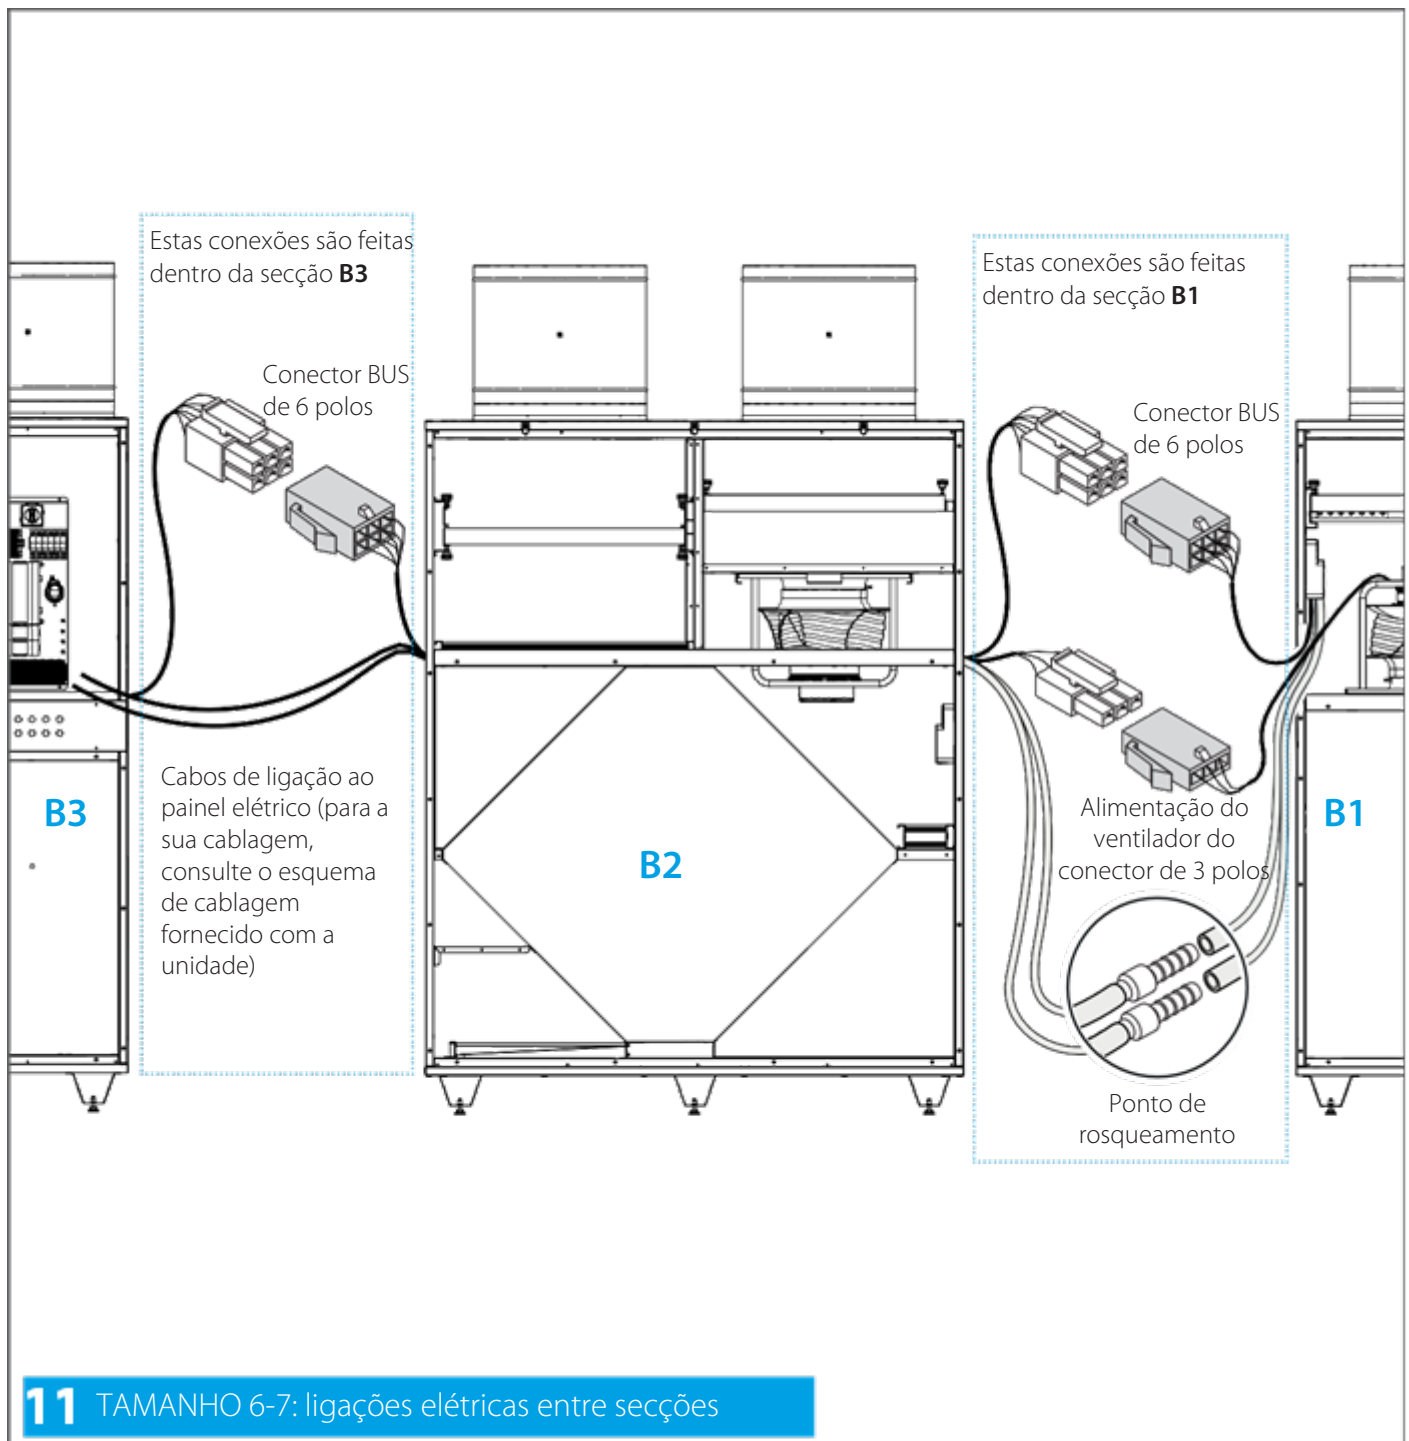 Estas conexões são feitas
dentro da secção B3
Conector BUS
de 6 polos
Cabos de ligação ao
painel elétrico (para a
sua cablagem,
consulte o esquema
de cablagem
fornecido com a
unidade)
B3
B2
Estas conexões são feitas
dentro da secção B1
Conector BUS
de 6 polos
Alimentação do
ventilador do
conector de 3 polos
B1
Ponto de
rosqueamento
11 TAMANHO 6-7: ligações elétricas entre secções